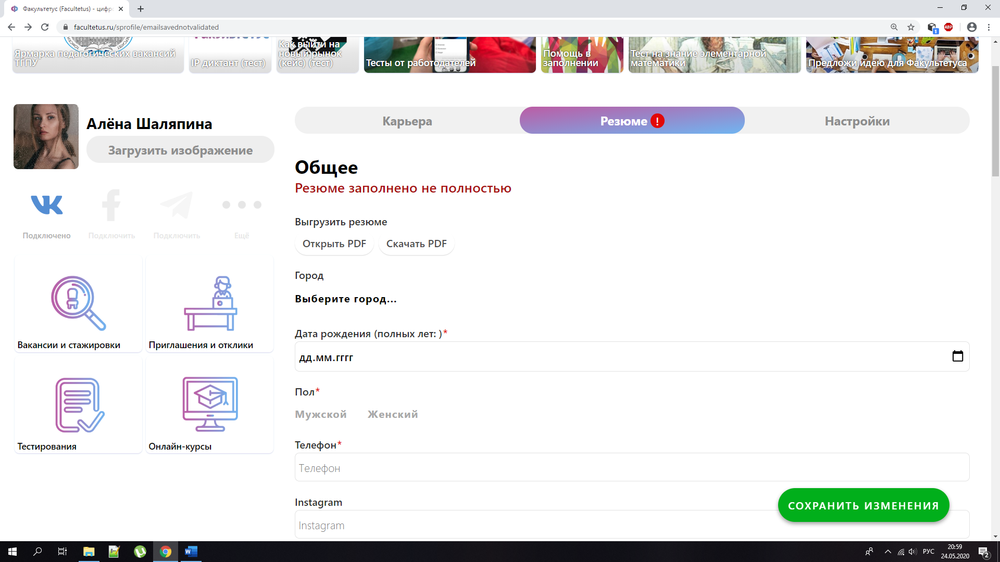 Факультетус (Facultetus) - цифр
facultetus.ru/sprofile/emailsavednotvalidated
ABP
1
Ярмарка педагогических вакансий
ТГПУ
IP диктант (тест)
Как выйти на
новый рынок
(кейс) (тест)
Тесты от работодателей
Помощь в
заполнении
Тест на знание элементарной
математики
Предложи идею для Факультетуса
Алёна Шаляпина
Загрузить изображение
Подключено
Подключить
Подключить
Ещё
Вакансии и стажировки
Приглашения и отклики
Тестирования
Онлайн-курсы
Карьера
Резюме !
Настройки
Общее
Резюме заполнено не полностью
Выгрузить резюме
Открыть PDF
Скачать PDF
Город
Выберите город...
Дата рождения (полных лет: )*
дд.мм.гггг
Пол*
Мужской
Женский
Телефон*
Телефон
Instagram
Instagram
СОХРАНИТЬ ИЗМЕНЕНИЯ
РУС
20:59
24.05.2020
2